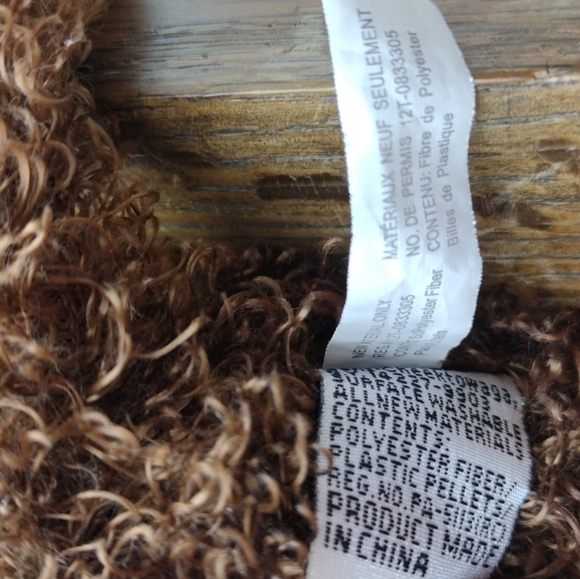 MATÉRIAUX NEUF SEULEMENT
NO. DE PERMIS 12T-0833305
CONTENU: Fibre de Polyester
Billes de Plastique
NEW
ONLY
REG
12T-0833305
Polyester Fiber
SURFACE WASHABLE
ALL NEW MATERIALS
CONTENTS:
POLYESTER FIBER,
PLASTIC PELLETS
REG. NO. PA-
PRODUCT MADE
IN CHINA